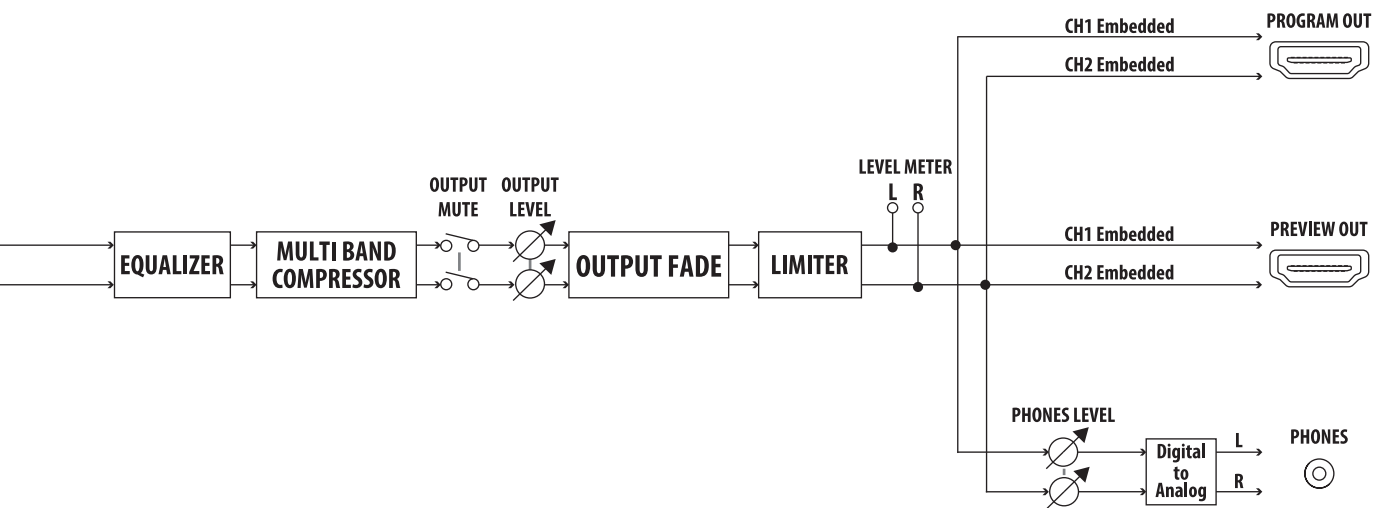 CH1 Embedded
PROGRAM OUT
CH2 Embedded
LEVEL METER
L R
OUTPUT
MUTE
OUTPUT
LEVEL
EQUALIZER
MULTI BAND
COMPRESSOR
OUTPUT FADE
LIMITER
CH1 Embedded
PREVIEW OUT
CH2 Embedded
PHONES LEVEL
Digital
to
Analog
L
R
PHONES